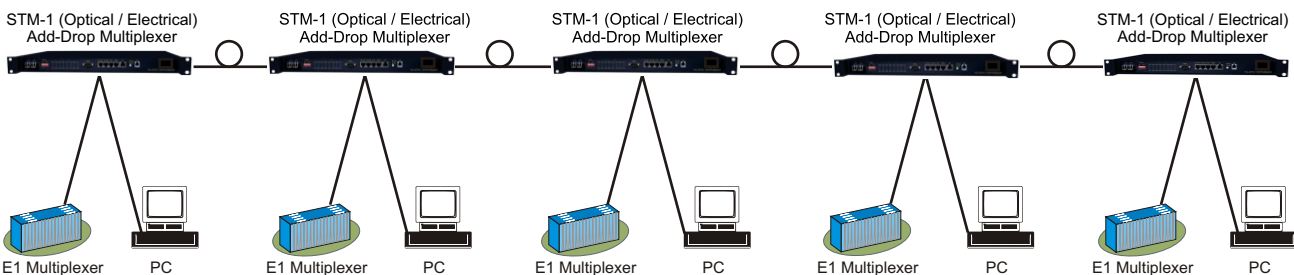 STM-1 (Optical / Electrical)
Add-Drop Multiplexer
STM-1 (Optical / Electrical)
Add-Drop Multiplexer
STM-1 (Optical / Electrical)
Add-Drop Multiplexer
STM-1 (Optical / Electrical)
Add-Drop Multiplexer
STM-1 (Optical / Electrical)
Add-Drop Multiplexer
E1 Multiplexer
PC
E1 Multiplexer
PC
E1 Multiplexer
PC
E1 Multiplexer
PC
E1 Multiplexer
PC